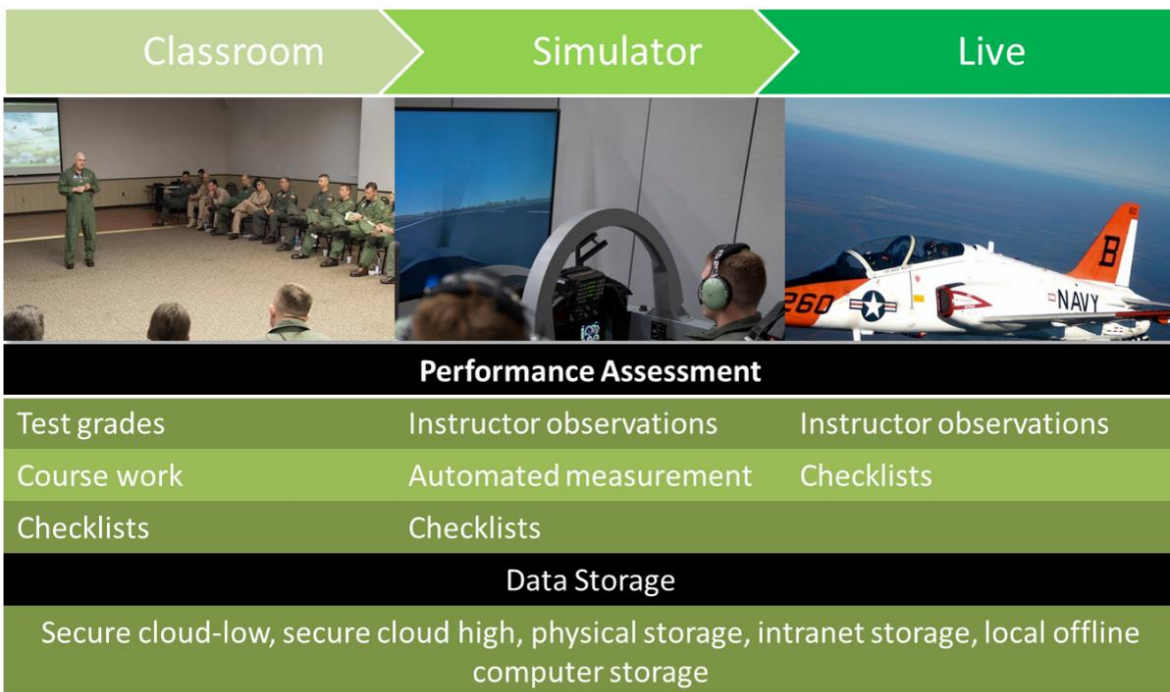 Classroom
Simulator
Live
260
NAVY
B
Performance Assessment
Test grades
Instructor observations
Instructor observations
Course work
Automated measurement
Checklists
Checklists
Checklists
Data Storage
Secure cloud-low, secure cloud high, physical storage, intranet storage, local offline
computer storage